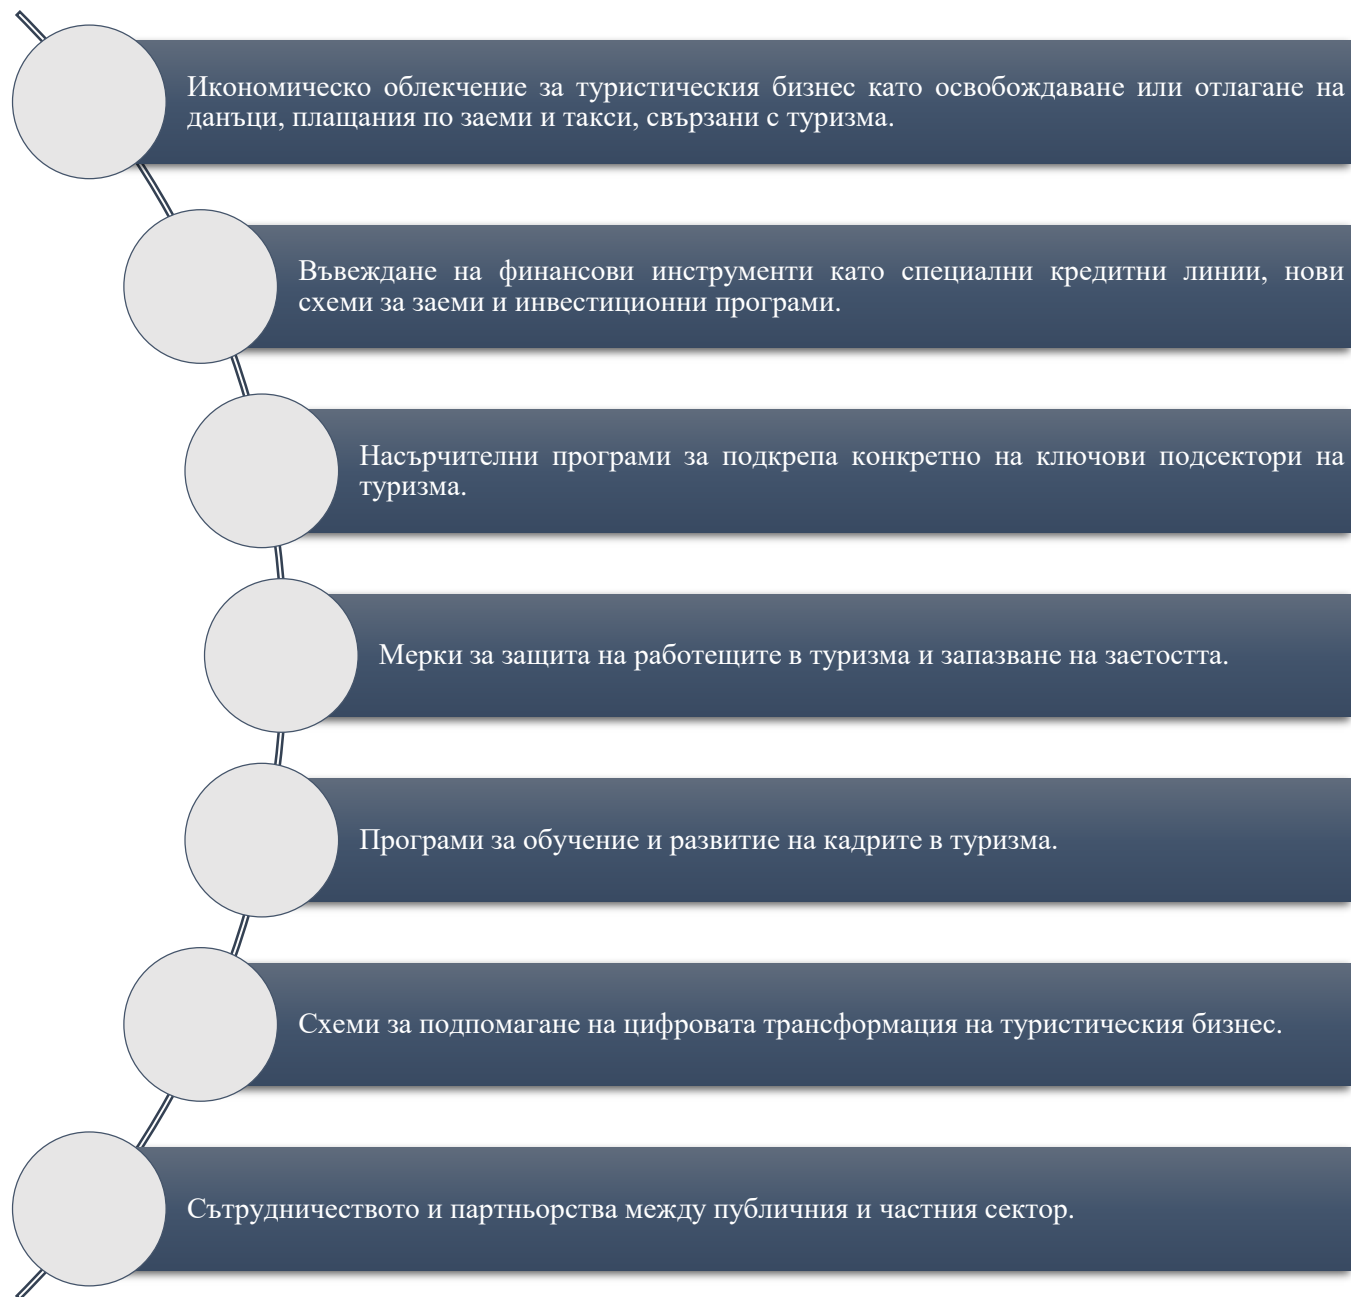 Икономическо облекчение за туристическия бизнес като освобождаване или отлагане на
данъци, плащания по заеми и такси, свързани с туризма.
Въвеждане на финансови инструменти като специални кредитни линии, нови
схеми за заеми и инвестиционни програми.
Насърчителни програми за подкрепа конкретно на ключови подсектори на
туризма.
Мерки за защита на работещите в туризма и запазване на заетостта.
Програми за обучение и развитие на кадрите в туризма.
Схеми за подпомагане на цифровата трансформация на туристическия бизнес.
Сътрудничеството и партньорства между публичния и частния сектор.